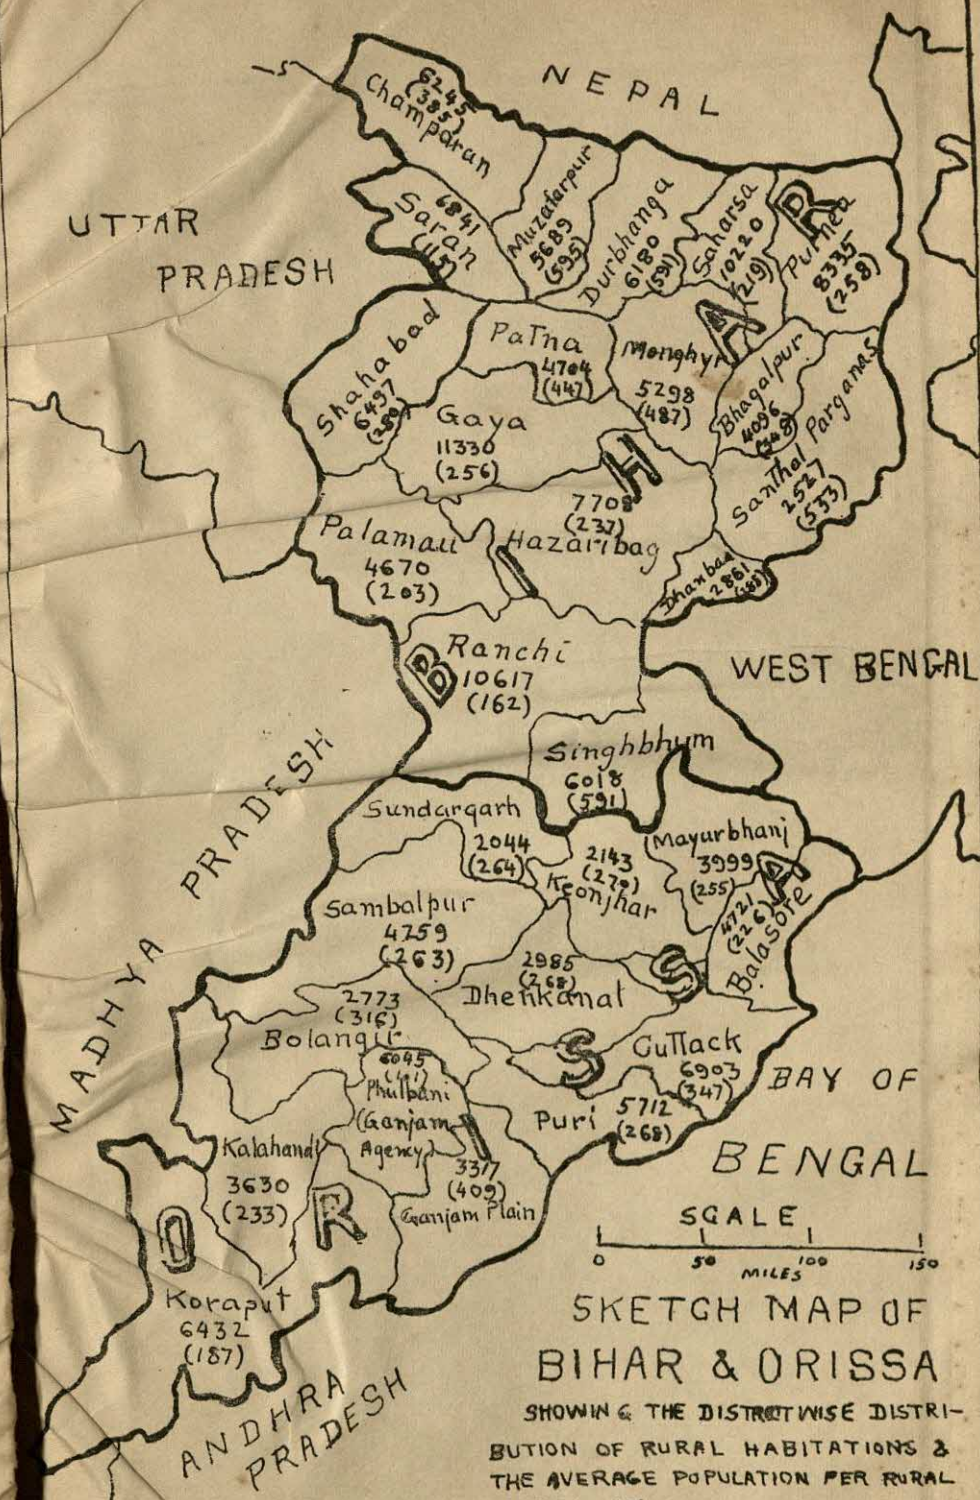 NEPAL
6245
(385)
Champaran
UTTAR
PRADESH
6841
Saran
Muzafarpur
5689
(595)
Durbhanga
6180
(591)
Saharsa
10220
(219)
Purnea
8335
(258)
Shahabad
6497
Patna
4704
(447)
Monghyr
5298
(487)
Bhagalpur
4096
(348)
Santhal Parganas
2527
(533)
Gaya
11330
(256)
7708
(237)
Hazaribag
Palamau
4670
(203)
Dhanbad
2861
BIHAR
Ranchi
10617
(162)
WEST BENGAL
Singhbhum
6018
(591)
MADHYA PRADESH
Sundargarh
2044
(264)
2143
(270)
Keonjhar
Mayurbhanj
3999
(255)
4721
(226)
Balasore
Sambalpur
4759
(263)
2985
(268)
Dhenkanal
2773
(316)
Bolangir
Cuttack
6903
(347)
6045
Phulbani
(Ganjam
Agency)
Puri
5712
(268)
BAY OF
BENGAL
Kalahandi
3630
(233)
3317
(409)
Ganjam Plain
ORISSA
Koraput
6432
(187)
ANDHRA
PRADESH
SCALE
0 50 100 150
MILES
SKETCH MAP OF
BIHAR & ORISSA
SHOWING THE DISTRICTWISE DISTRI-
BUTION OF RURAL HABITATIONS &
THE AVERAGE POPULATION PER RURAL